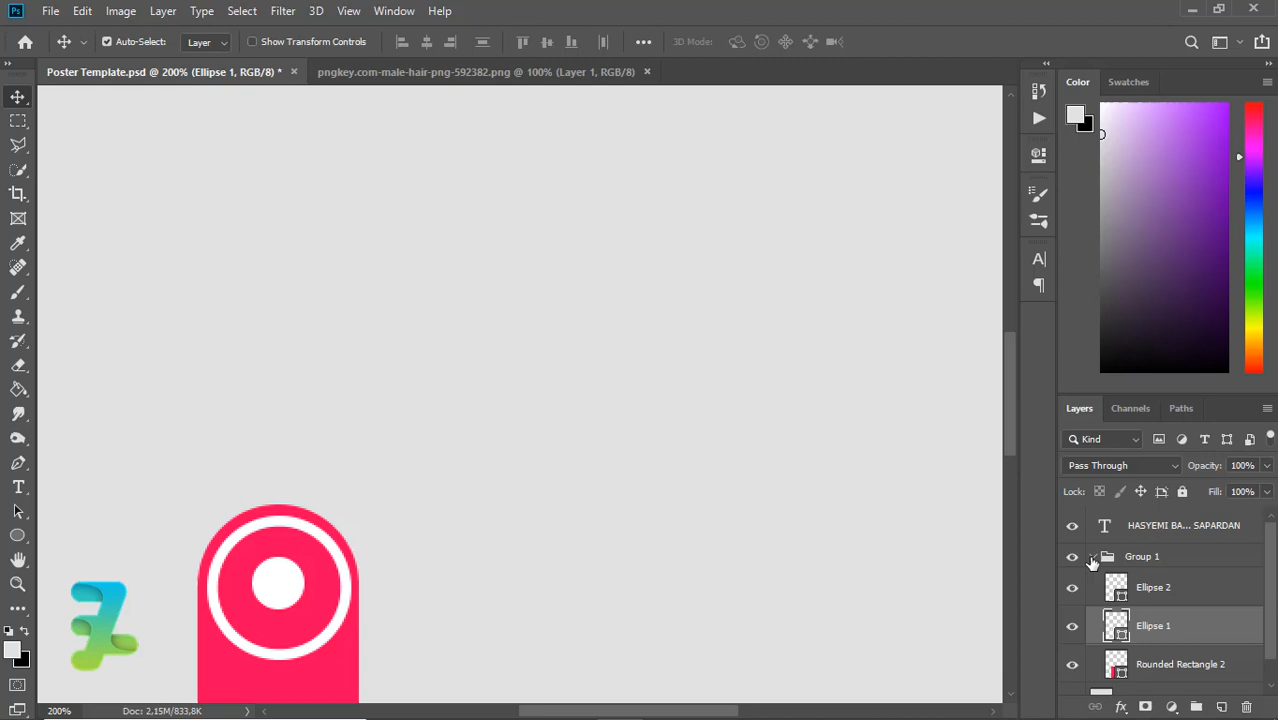 Ps File Edit Image Layer Type Select Filter 3D View Window Help
Auto-Select: Layer Show Transform Controls 3D Mode:
Poster Template.psd @ 200% (Ellipse 1, RGB/8) * × pngkey.com-male-hair-png-592382.png @ 100% (Layer 1, RGB/8) ×
Color Swatches
Layers Channels Paths
Kind
Pass Through Opacity: 100%
Lock: Fill: 100%
T HASYEMI BA... SAPARDAN
Group 1
Ellipse 2
Ellipse 1
Rounded Rectangle 2
200% Doc: 2,15M/833,8K